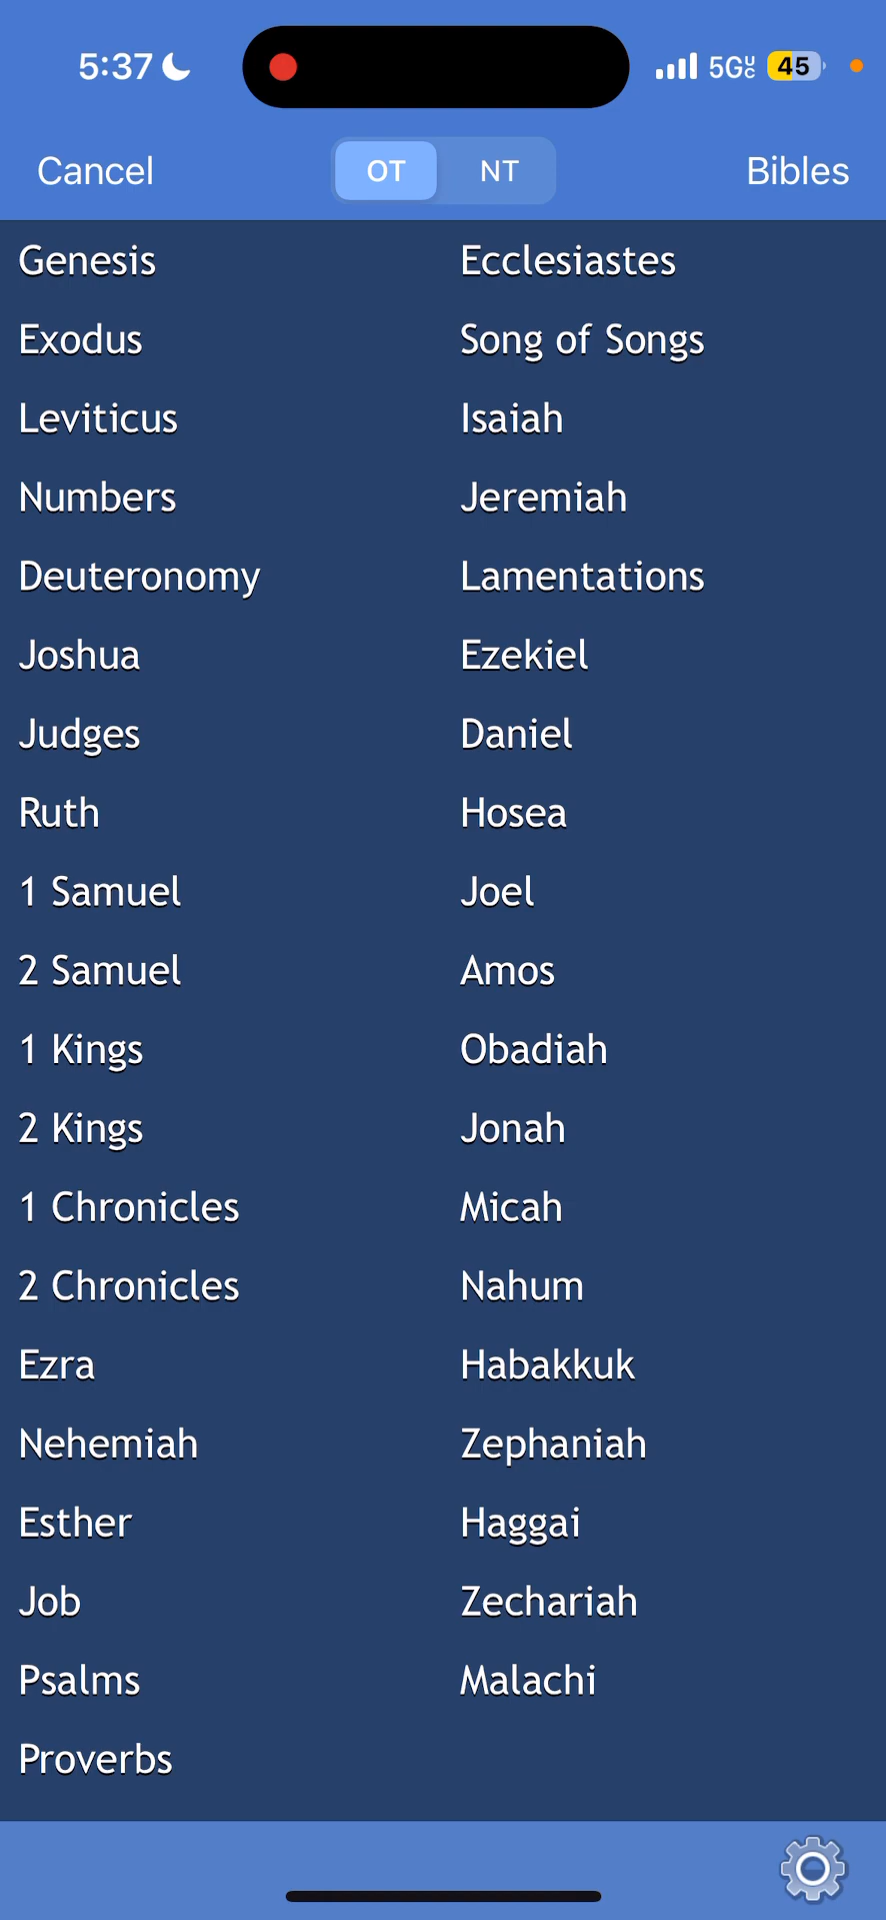 5:37
5GUC
45
Cancel
OT
NT
Bibles
Genesis
Exodus
Leviticus
Numbers
Deuteronomy
Joshua
Judges
Ruth
1 Samuel
2 Samuel
1 Kings
2 Kings
1 Chronicles
2 Chronicles
Ezra
Nehemiah
Esther
Job
Psalms
Proverbs
Ecclesiastes
Song of Songs
Isaiah
Jeremiah
Lamentations
Ezekiel
Daniel
Hosea
Joel
Amos
Obadiah
Jonah
Micah
Nahum
Habakkuk
Zephaniah
Haggai
Zechariah
Malachi